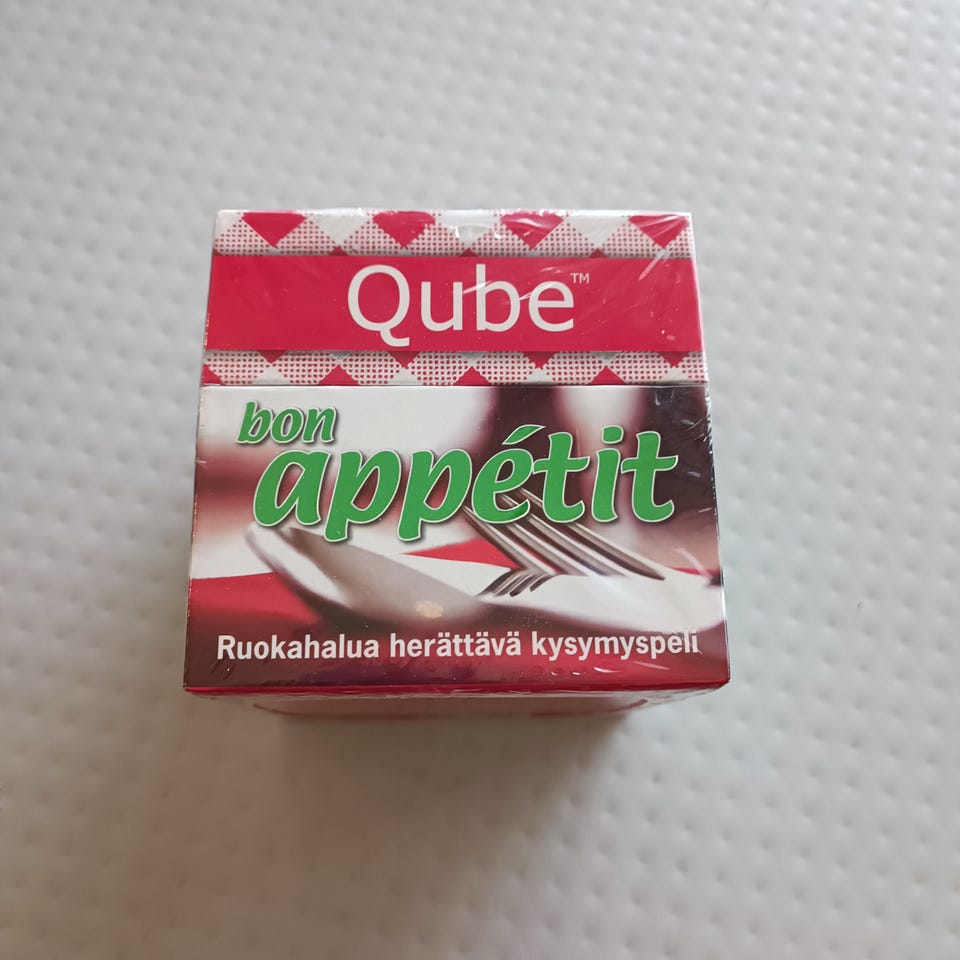 Qube™
bon
appétit
Ruokahalua herättävä kysymyspeli